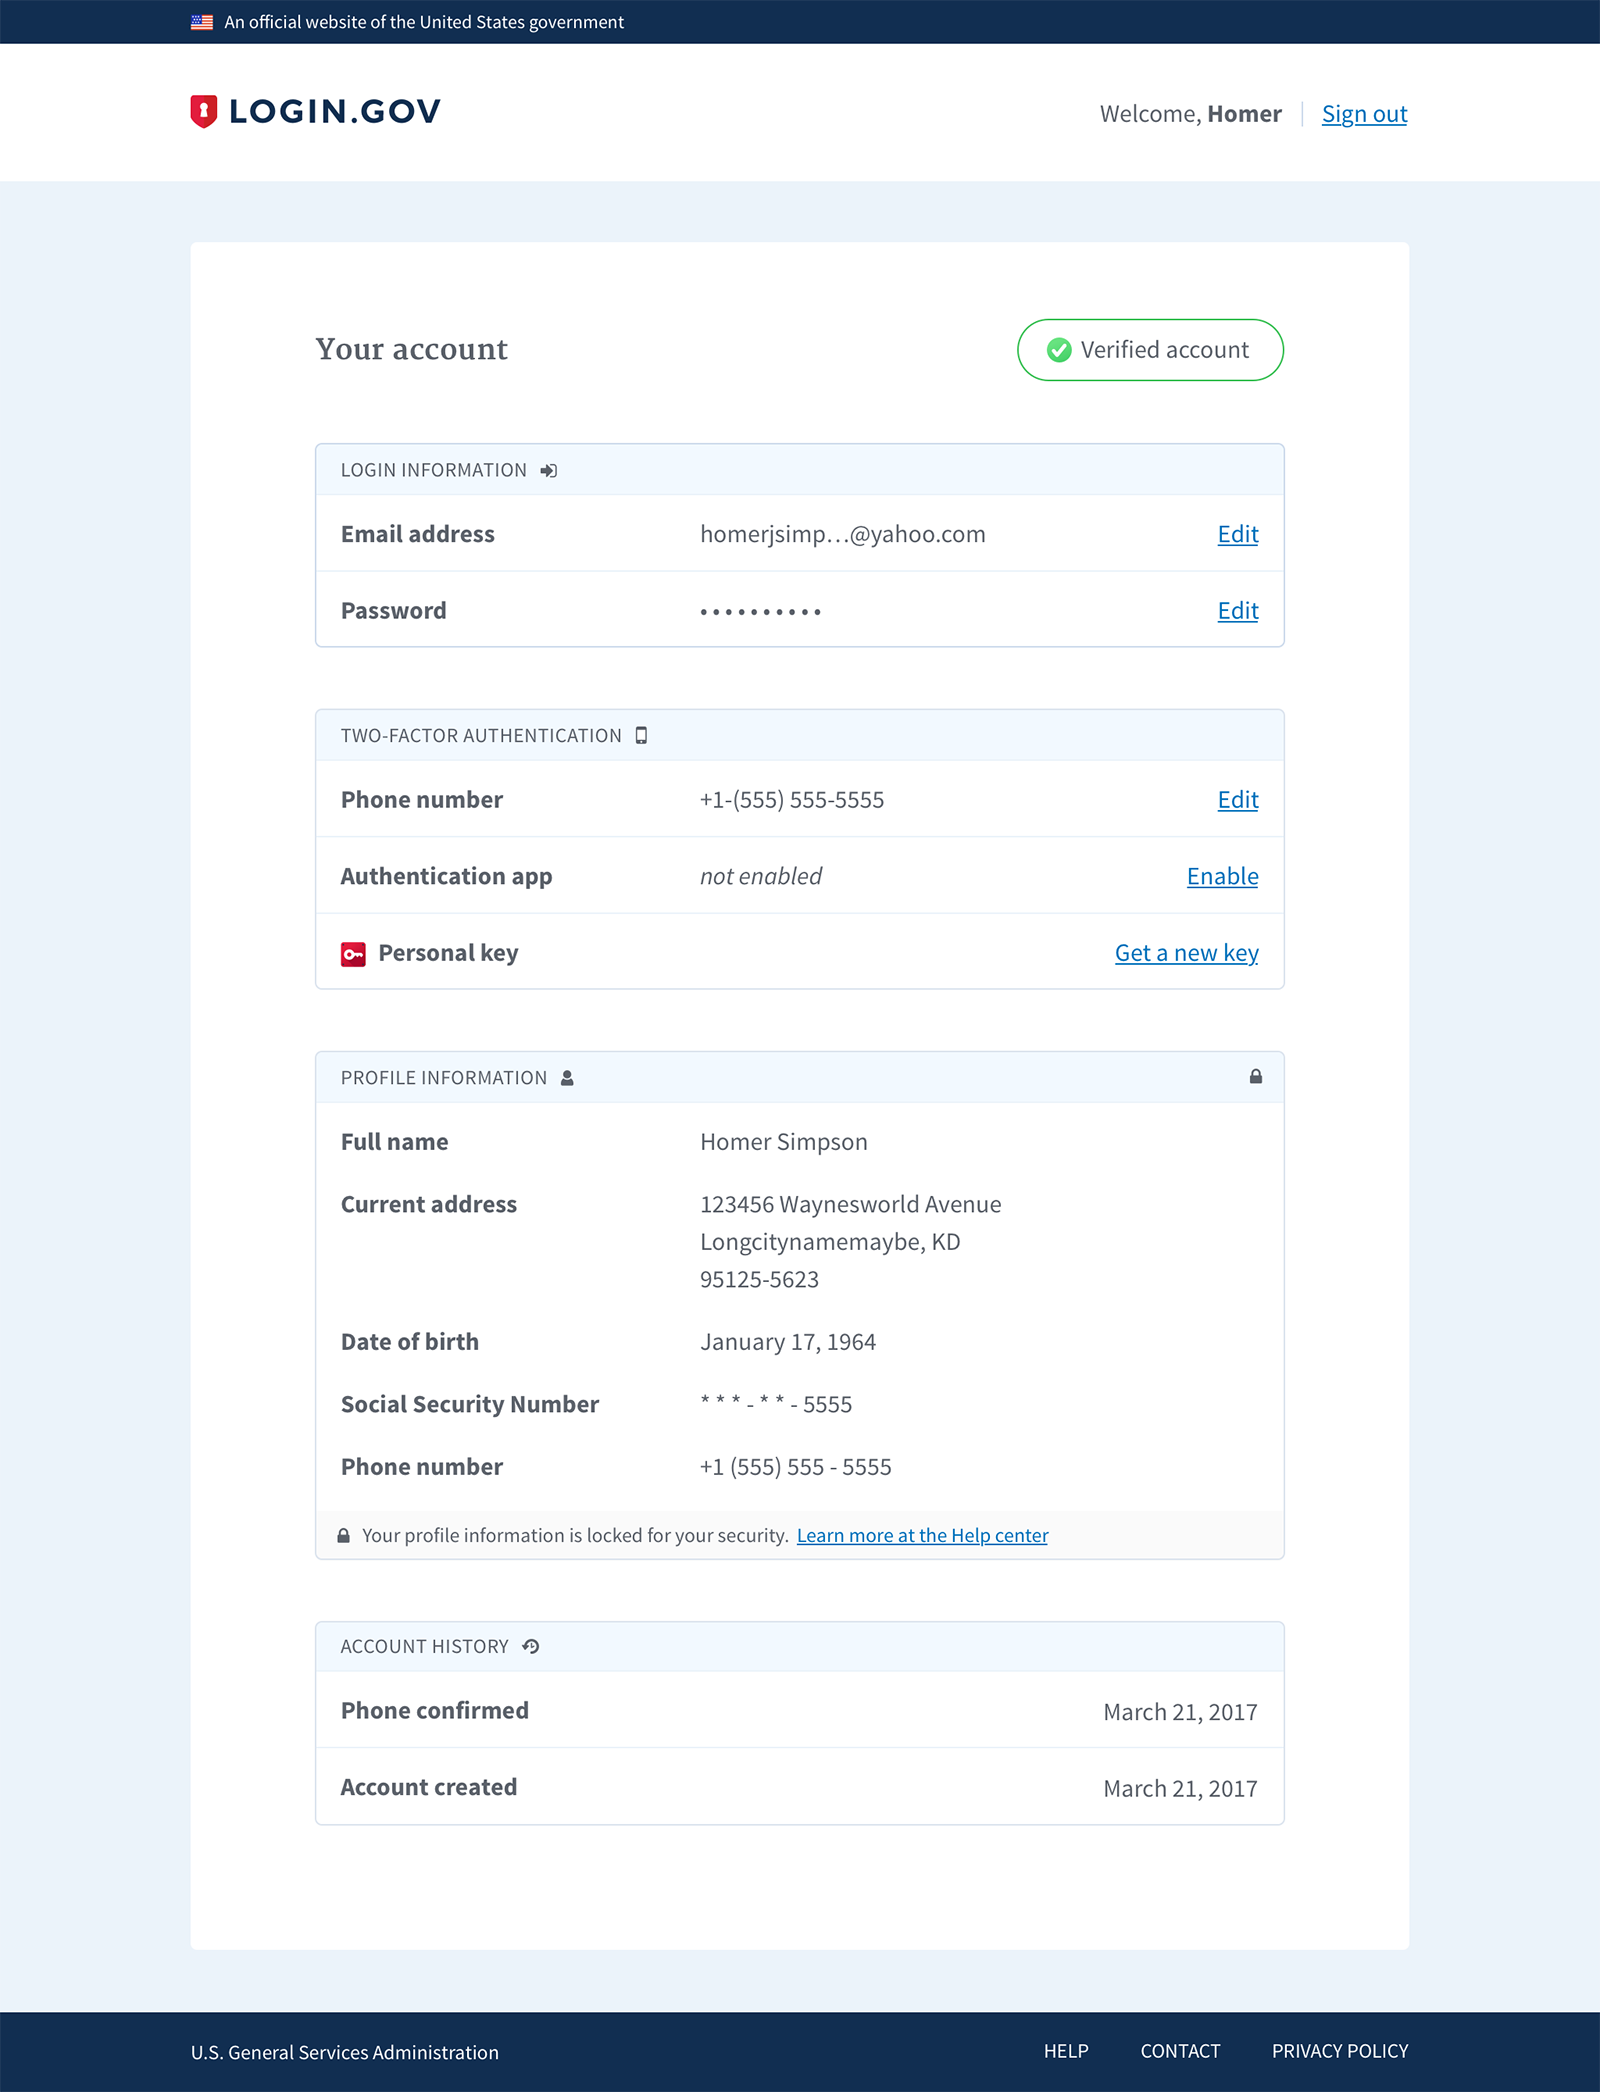 An official website of the United States government
LOGIN.GOV
Welcome, Homer
Sign out
Your account
Verified account
LOGIN INFORMATION
Email address homerjsimp...@yahoo.com Edit
Password •••••••••• Edit
TWO-FACTOR AUTHENTICATION
Phone number +1-(555) 555-5555 Edit
Authentication app not enabled Enable
Personal key Get a new key
PROFILE INFORMATION
Full name Homer Simpson
Current address 123456 Waynesworld Avenue
Longcitynamemaybe, KD
95125-5623
Date of birth January 17, 1964
Social Security Number * * * - * * - 5555
Phone number +1 (555) 555 - 5555
Your profile information is locked for your security. Learn more at the Help center
ACCOUNT HISTORY
Phone confirmed March 21, 2017
Account created March 21, 2017
U.S. General Services Administration HELP CONTACT PRIVACY POLICY